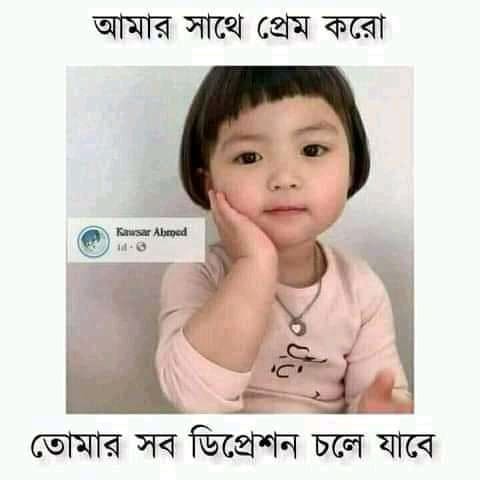 আমার সাথে প্রেম করো
Kawsar Ahmed
1d ·
তোমার সব ডিপ্রেশন চলে যাবে